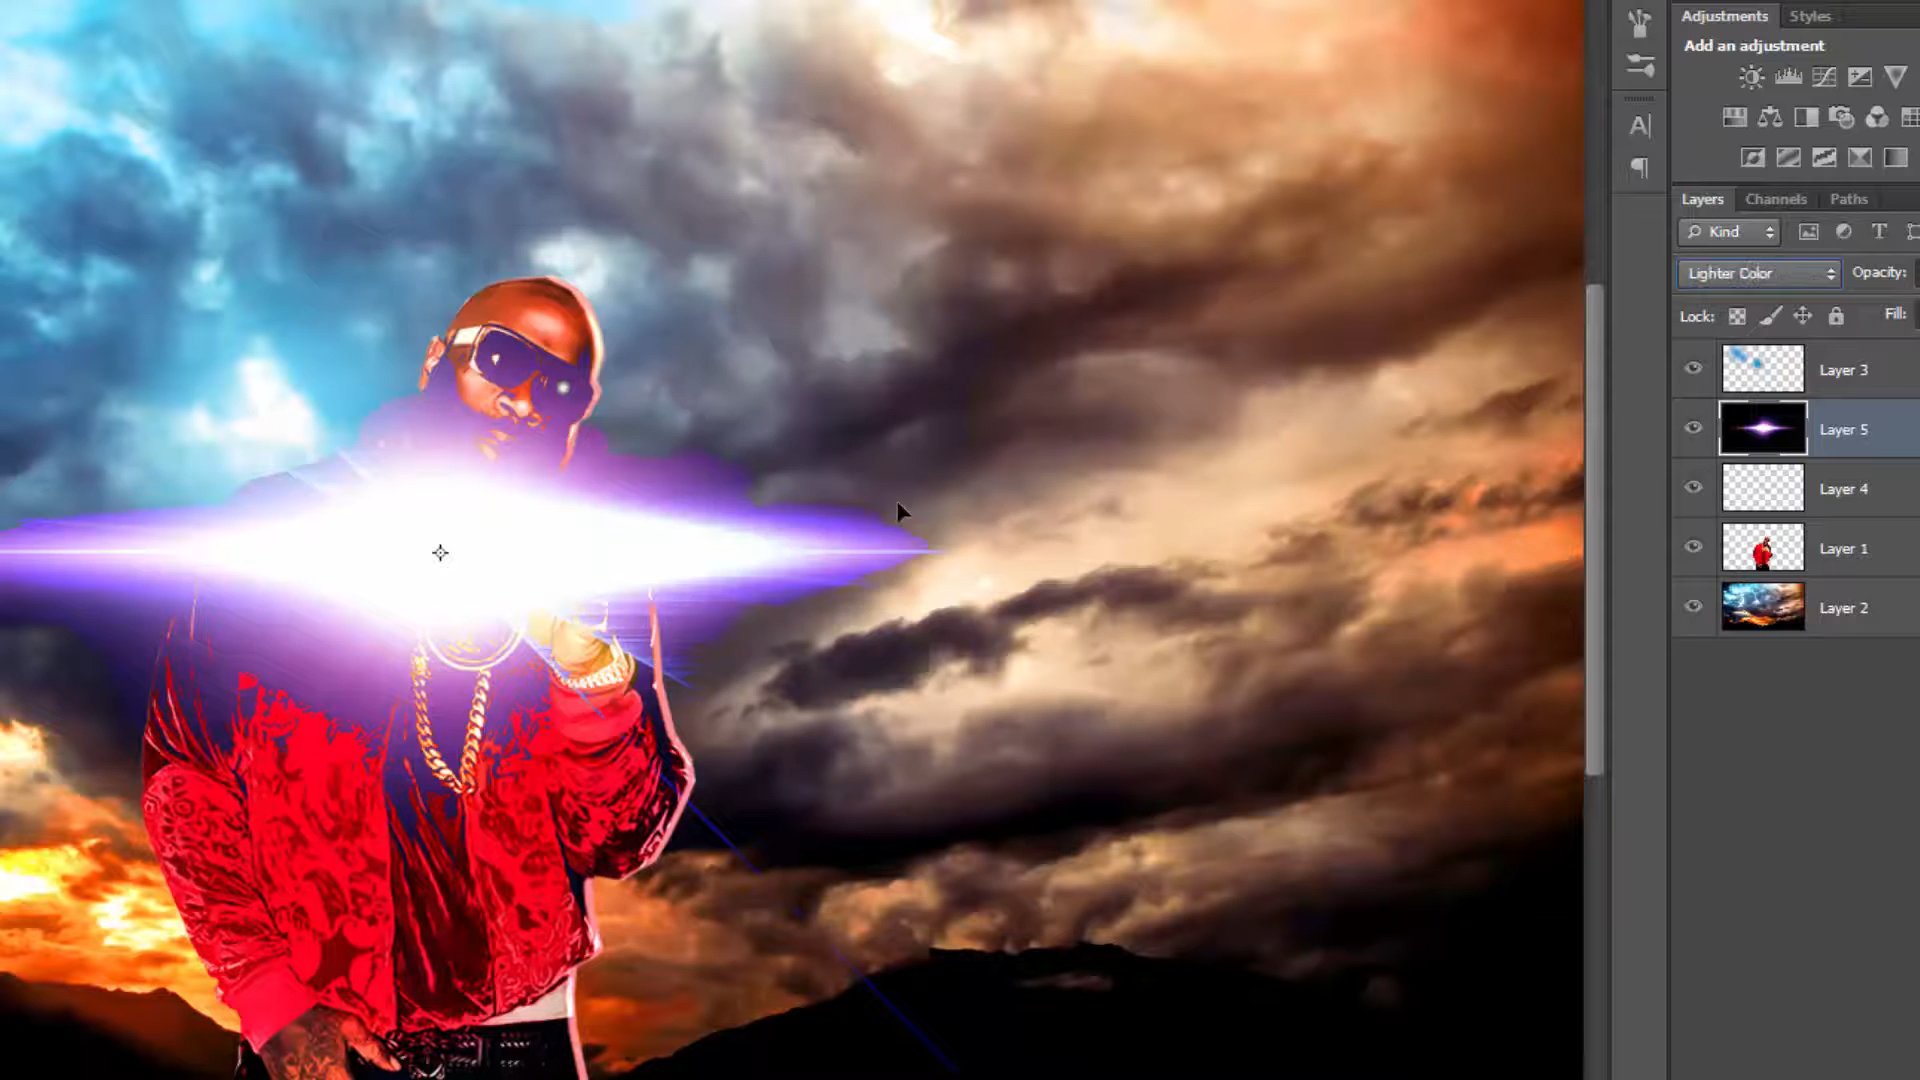 Adjustments Styles
Add an adjustment
A
Layers Channels Paths
Kind T
Lighter Color Opacity:
Lock: Fill:
Layer 3
Layer 5
Layer 4
Layer 1
Layer 2